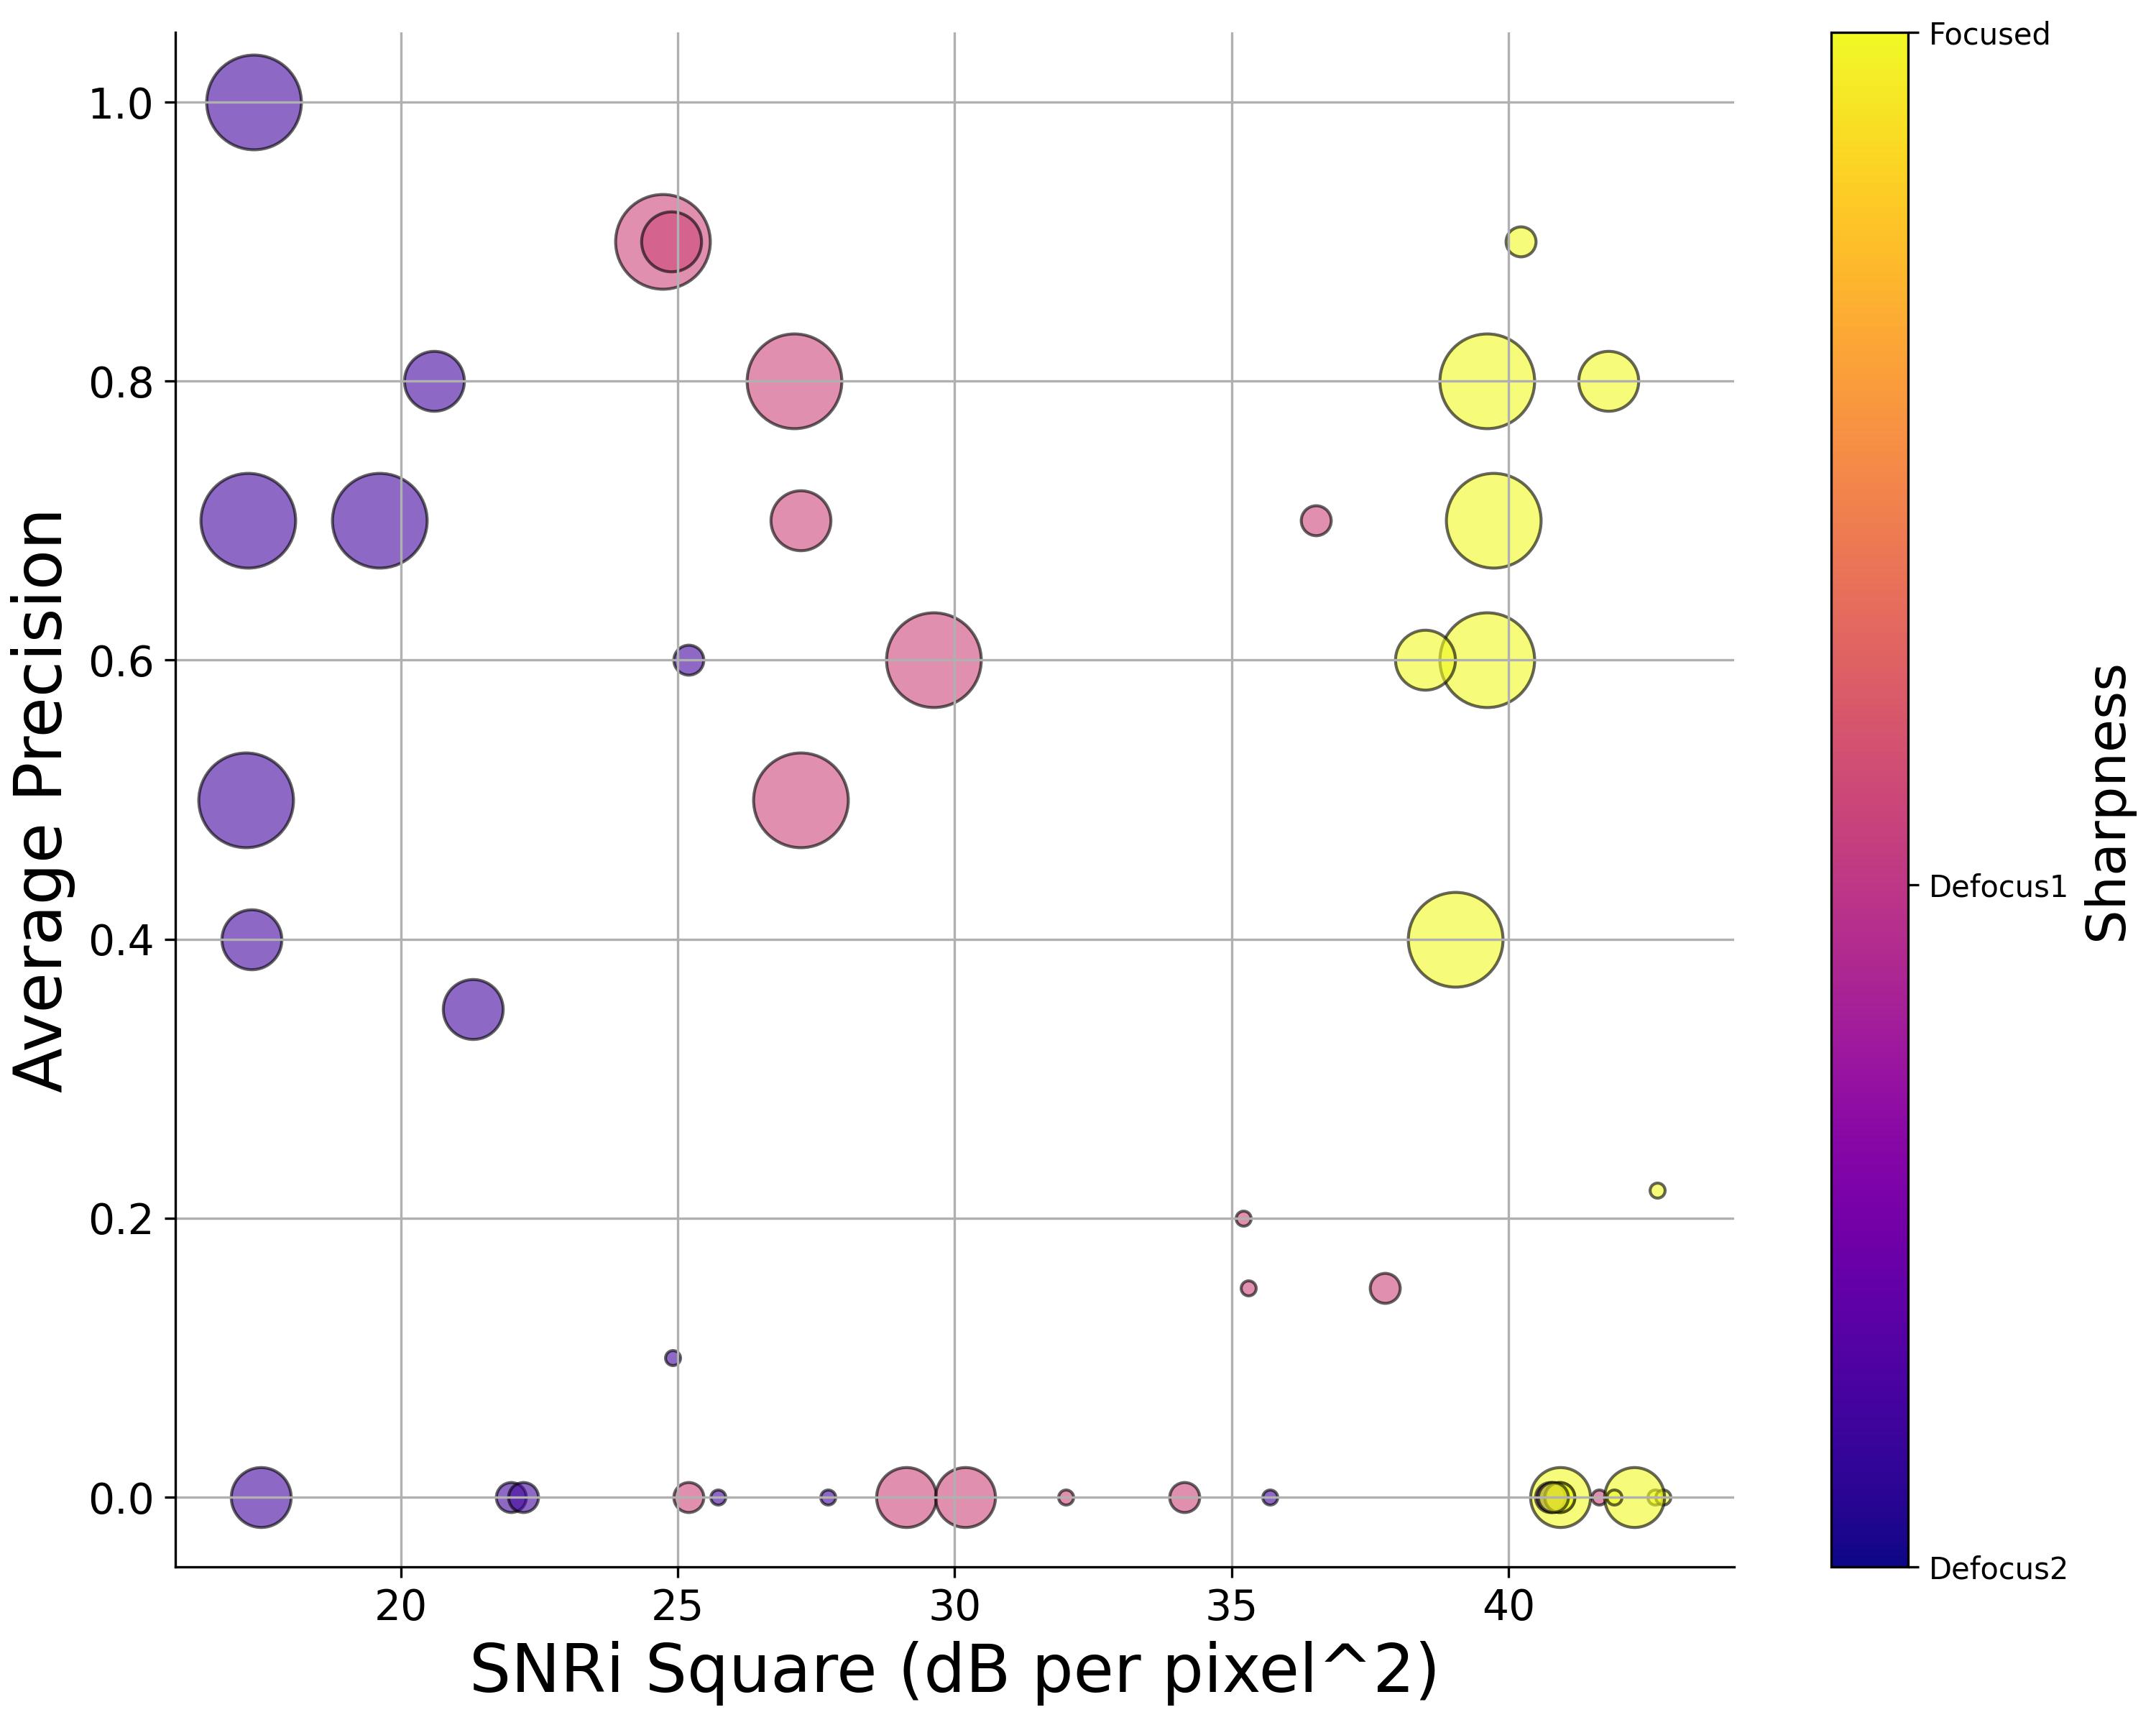 Average Precision
1.0
0.8
0.6
0.4
0.2
0.0
20 25 30 35 40
SNRi Square (dB per pixel^2)
Focused
Defocus1
Defocus2
Sharpness